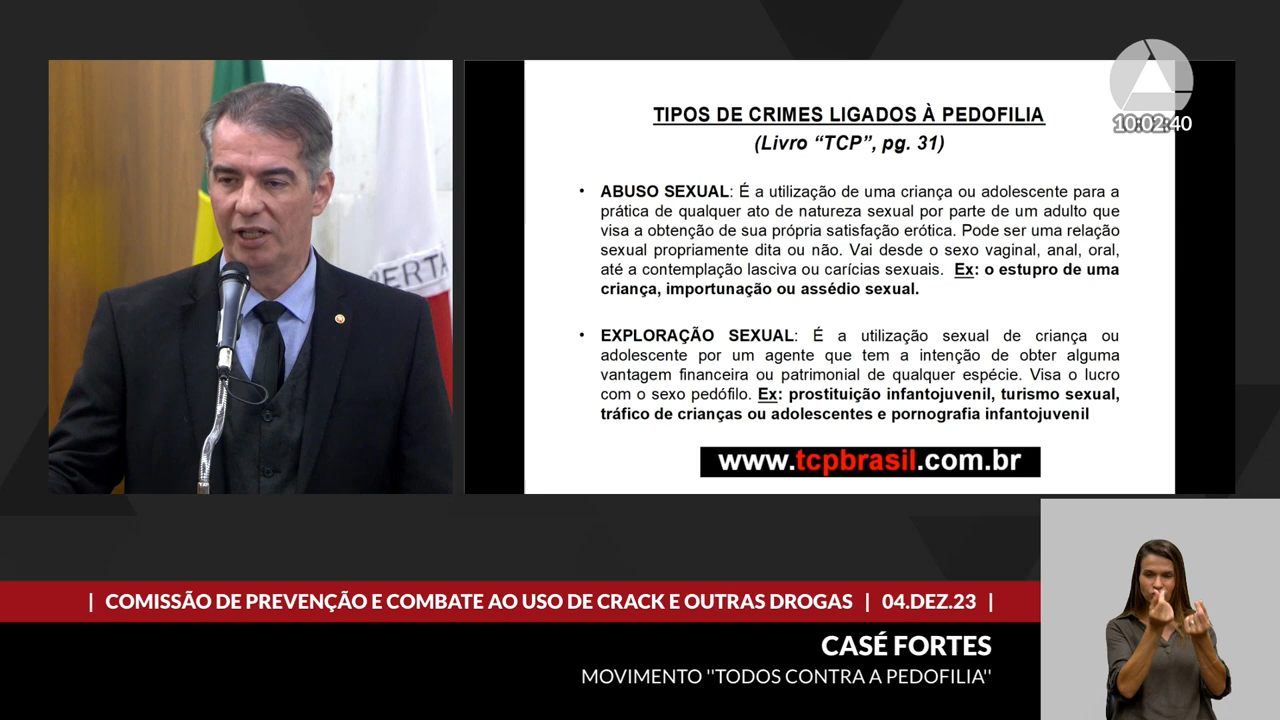 10:02:40
TIPOS DE CRIMES LIGADOS À PEDOFILIA
(Livro “TCP”, pg. 31)
• ABUSO SEXUAL: É a utilização de uma criança ou adolescente para a
prática de qualquer ato de natureza sexual por parte de um adulto que
visa a obtenção de sua própria satisfação erótica. Pode ser uma relação
sexual propriamente dita ou não. Vai desde o sexo vaginal, anal, oral,
até a contemplação lasciva ou carícias sexuais. Ex: o estupro de uma
criança, importunação ou assédio sexual.
• EXPLORAÇÃO SEXUAL: É a utilização sexual de criança ou
adolescente por um agente que tem a intenção de obter alguma
vantagem financeira ou patrimonial de qualquer espécie. Visa o lucro
com o sexo pedófilo. Ex: prostituição infantojuvenil, turismo sexual,
tráfico de crianças ou adolescentes e pornografia infantojuvenil
www.tcpbrasil.com.br
ERTA
| COMISSÃO DE PREVENÇÃO E COMBATE AO USO DE CRACK E OUTRAS DROGAS | 04.DEZ.23 |
CASÉ FORTES
MOVIMENTO "TODOS CONTRA A PEDOFILIA"